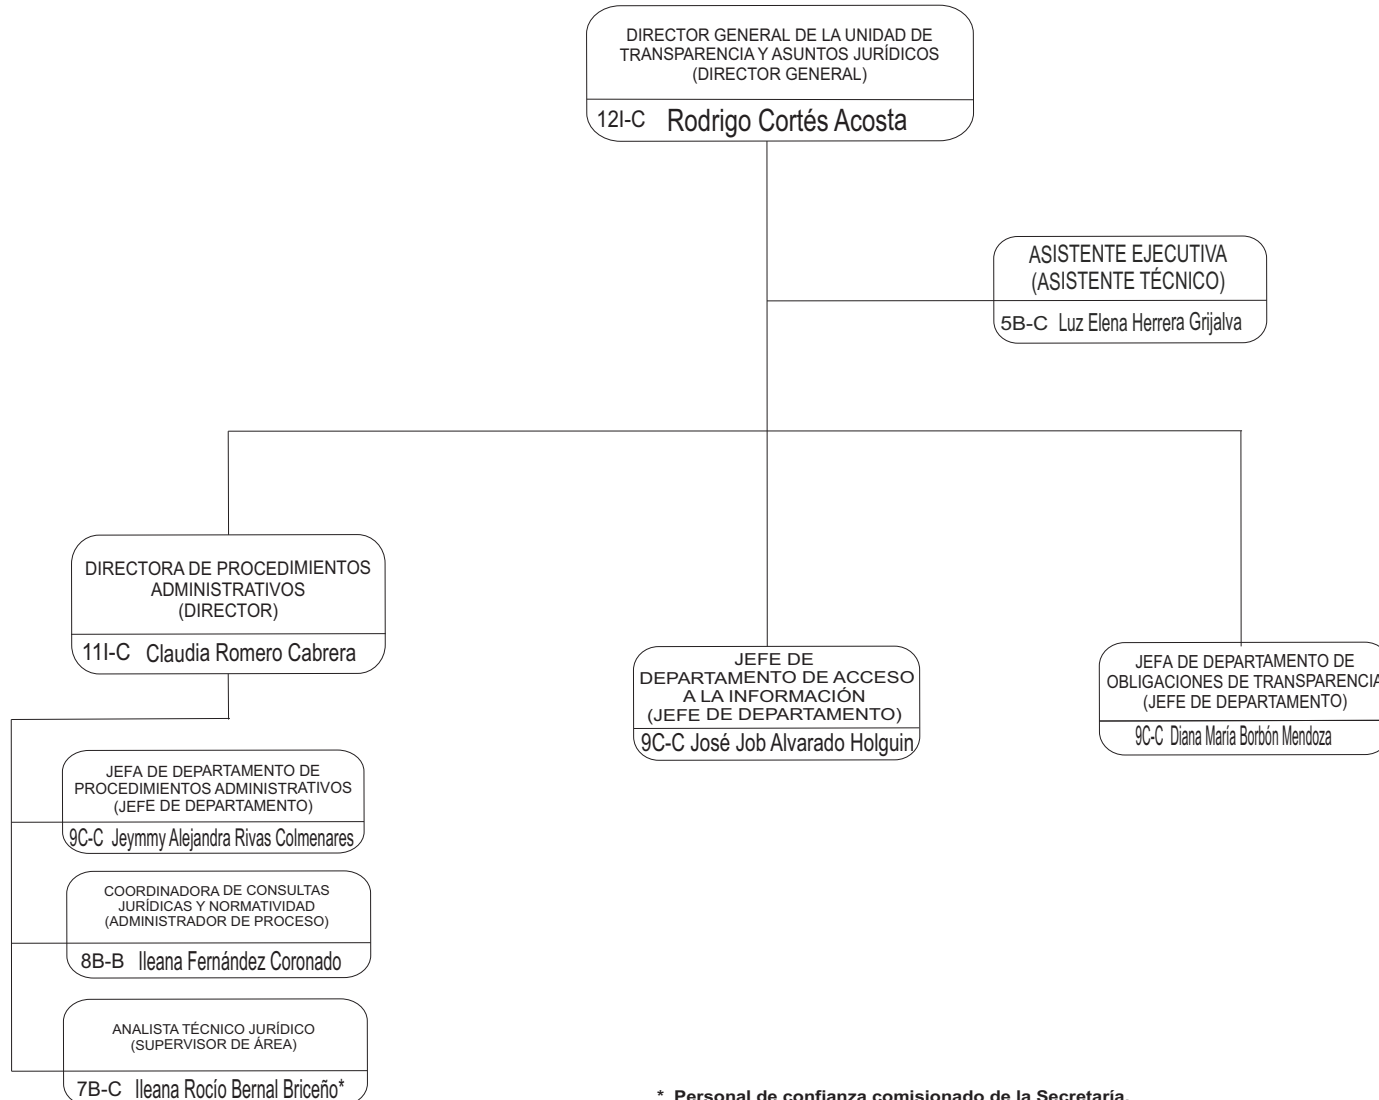 DIRECTOR GENERAL DE LA UNIDAD DE
TRANSPARENCIA Y ASUNTOS JURÍDICOS
(DIRECTOR GENERAL)
12I-C Rodrigo Cortés Acosta
ASISTENTE EJECUTIVA
(ASISTENTE TÉCNICO)
5B-C Luz Elena Herrera Grijalva
DIRECTORA DE PROCEDIMIENTOS
ADMINISTRATIVOS
(DIRECTOR)
11I-C Claudia Romero Cabrera
JEFE DE
DEPARTAMENTO DE ACCESO
A LA INFORMACIÓN
(JEFE DE DEPARTAMENTO)
9C-C José Job Alvarado Holguin
JEFA DE DEPARTAMENTO DE
OBLIGACIONES DE TRANSPARENCIA
(JEFE DE DEPARTAMENTO)
9C-C Diana María Borbón Mendoza
JEFA DE DEPARTAMENTO DE
PROCEDIMIENTOS ADMINISTRATIVOS
(JEFE DE DEPARTAMENTO)
9C-C Jeymmy Alejandra Rivas Colmenares
COORDINADORA DE CONSULTAS
JURÍDICAS Y NORMATIVIDAD
(ADMINISTRADOR DE PROCESO)
8B-B Ileana Fernández Coronado
ANALISTA TÉCNICO JURÍDICO
(SUPERVISOR DE ÁREA)
7B-C Ileana Rocío Bernal Briceño*
* Personal de confianza comisionado de la Secretaría.